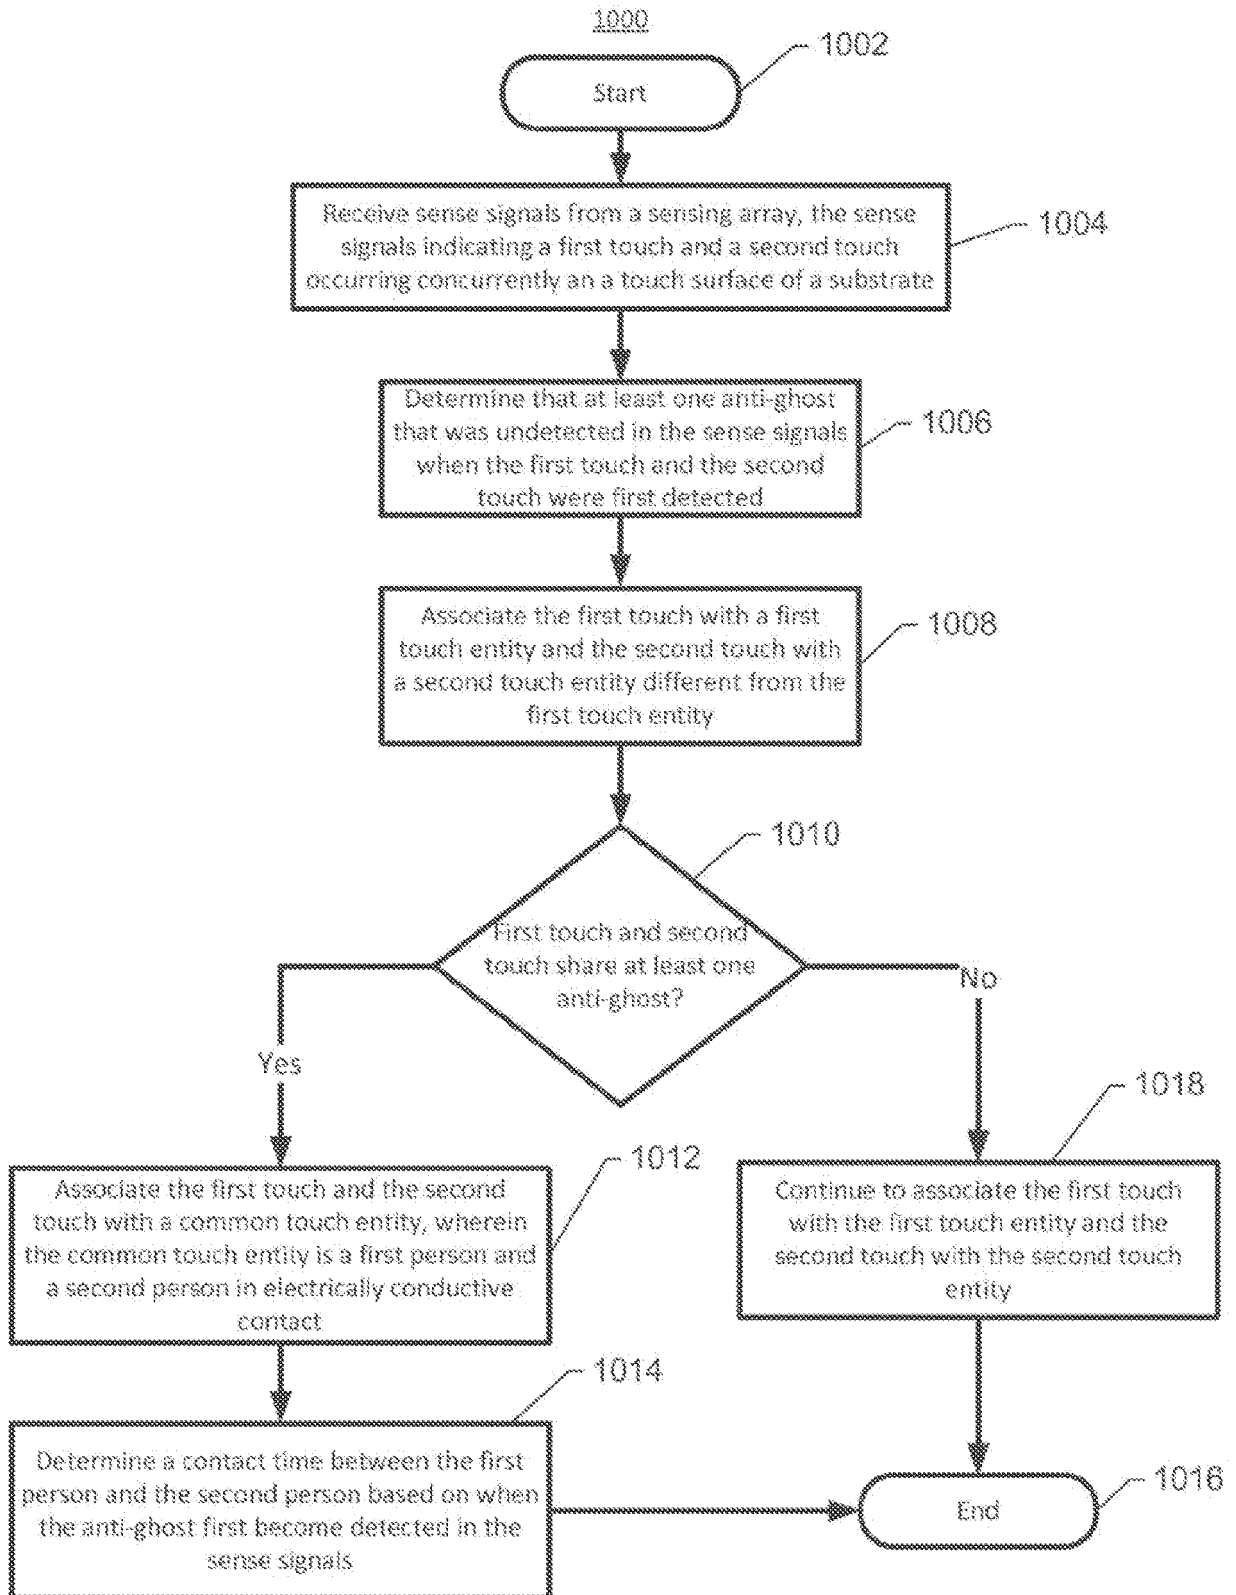 1000
1002
Start
Receive sense signals from a sensing array, the sense
signals indicating a first touch and a second touch
occurring concurrently an a touch surface of a substrate
1004
Determine that at least one anti-ghost
that was undetected in the sense signals
when the first touch and the second
touch were first detected
1006
Associate the first touch with a first
touch entity and the second touch with
a second touch entity different from the
first touch entity
1008
1010
First touch and second
touch share at least one
anti-ghost?
No
Yes
1018
1012
Associate the first touch and the second
touch with a common touch entity, wherein
the common touch entity is a first person and
a second person in electrically conductive
contact
Continue to associate the first touch
with the first touch entity and the
second touch with the second touch
entity
1014
Determine a contact time between the first
person and the second person based on when
the anti-ghost first become detected in the
sense signals
End
1016